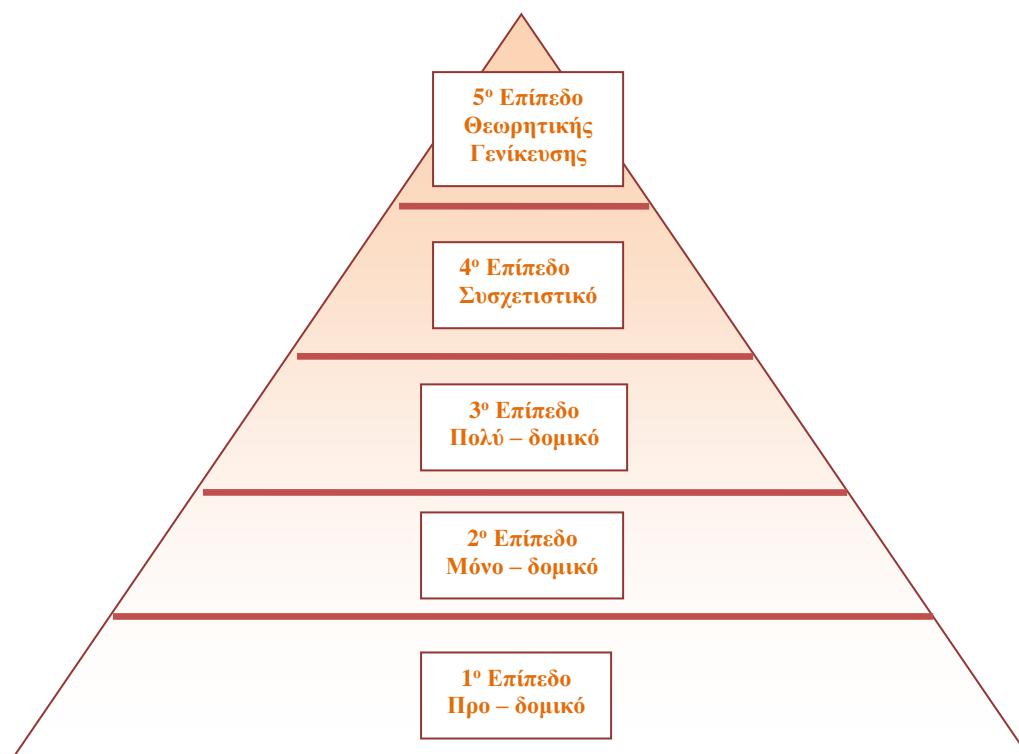 5ο Επίπεδο
Θεωρητικής
Γενίκευσης
4ο Επίπεδο
Συσχετιστικό
3ο Επίπεδο
Πολύ – δομικό
2ο Επίπεδο
Μόνο – δομικό
1ο Επίπεδο
Προ – δομικό